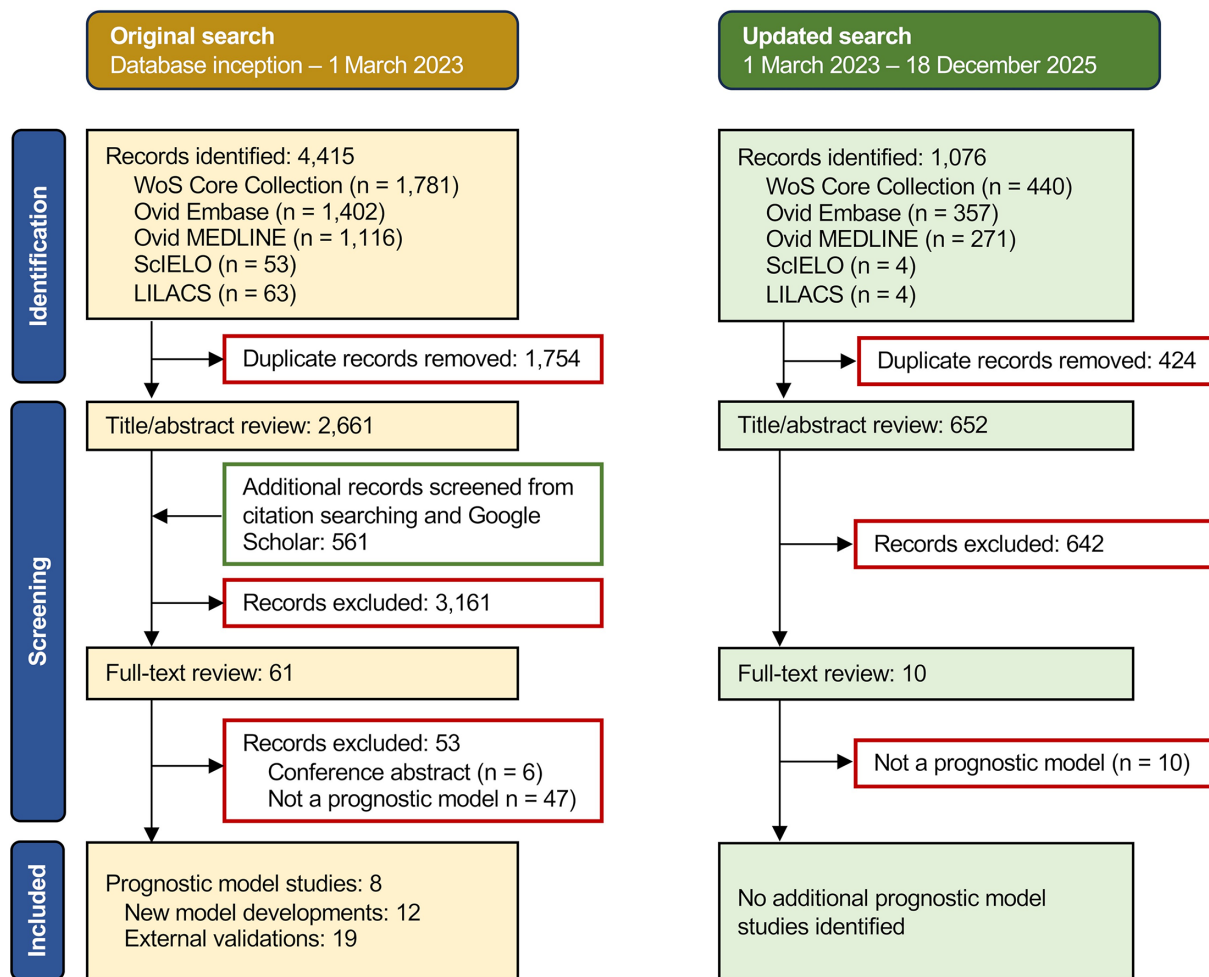 Original search
Database inception – 1 March 2023
Updated search
1 March 2023 – 18 December 2025
Identification
Records identified: 4,415
WoS Core Collection (n = 1,781)
Ovid Embase (n = 1,402)
Ovid MEDLINE (n = 1,116)
ScIELO (n = 53)
LILACS (n = 63)
Records identified: 1,076
WoS Core Collection (n = 440)
Ovid Embase (n = 357)
Ovid MEDLINE (n = 271)
ScIELO (n = 4)
LILACS (n = 4)
Duplicate records removed: 1,754
Duplicate records removed: 424
Screening
Title/abstract review: 2,661
Title/abstract review: 652
Additional records screened from
citation searching and Google
Scholar: 561
Records excluded: 3,161
Records excluded: 642
Full-text review: 61
Full-text review: 10
Records excluded: 53
Conference abstract (n = 6)
Not a prognostic model n = 47)
Not a prognostic model (n = 10)
Included
Prognostic model studies: 8
New model developments: 12
External validations: 19
No additional prognostic model
studies identified